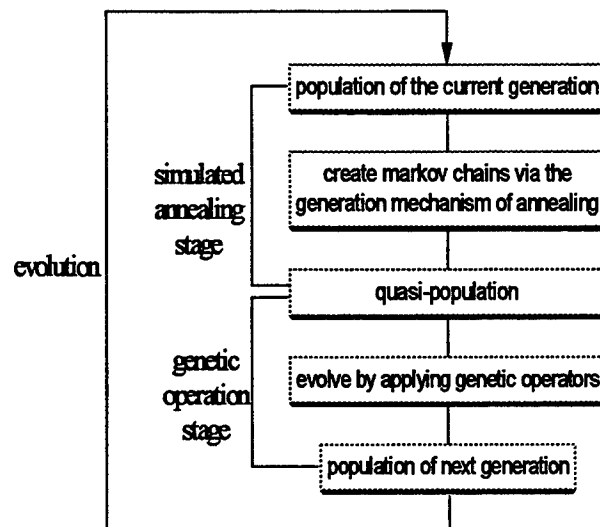 population of the current generation
create markov chains via the
generation mechanism of annealing
simulated
annealing
stage
evolution
quasi-population
genetic
operation
stage
evolve by applying genetic operators
population of next generation